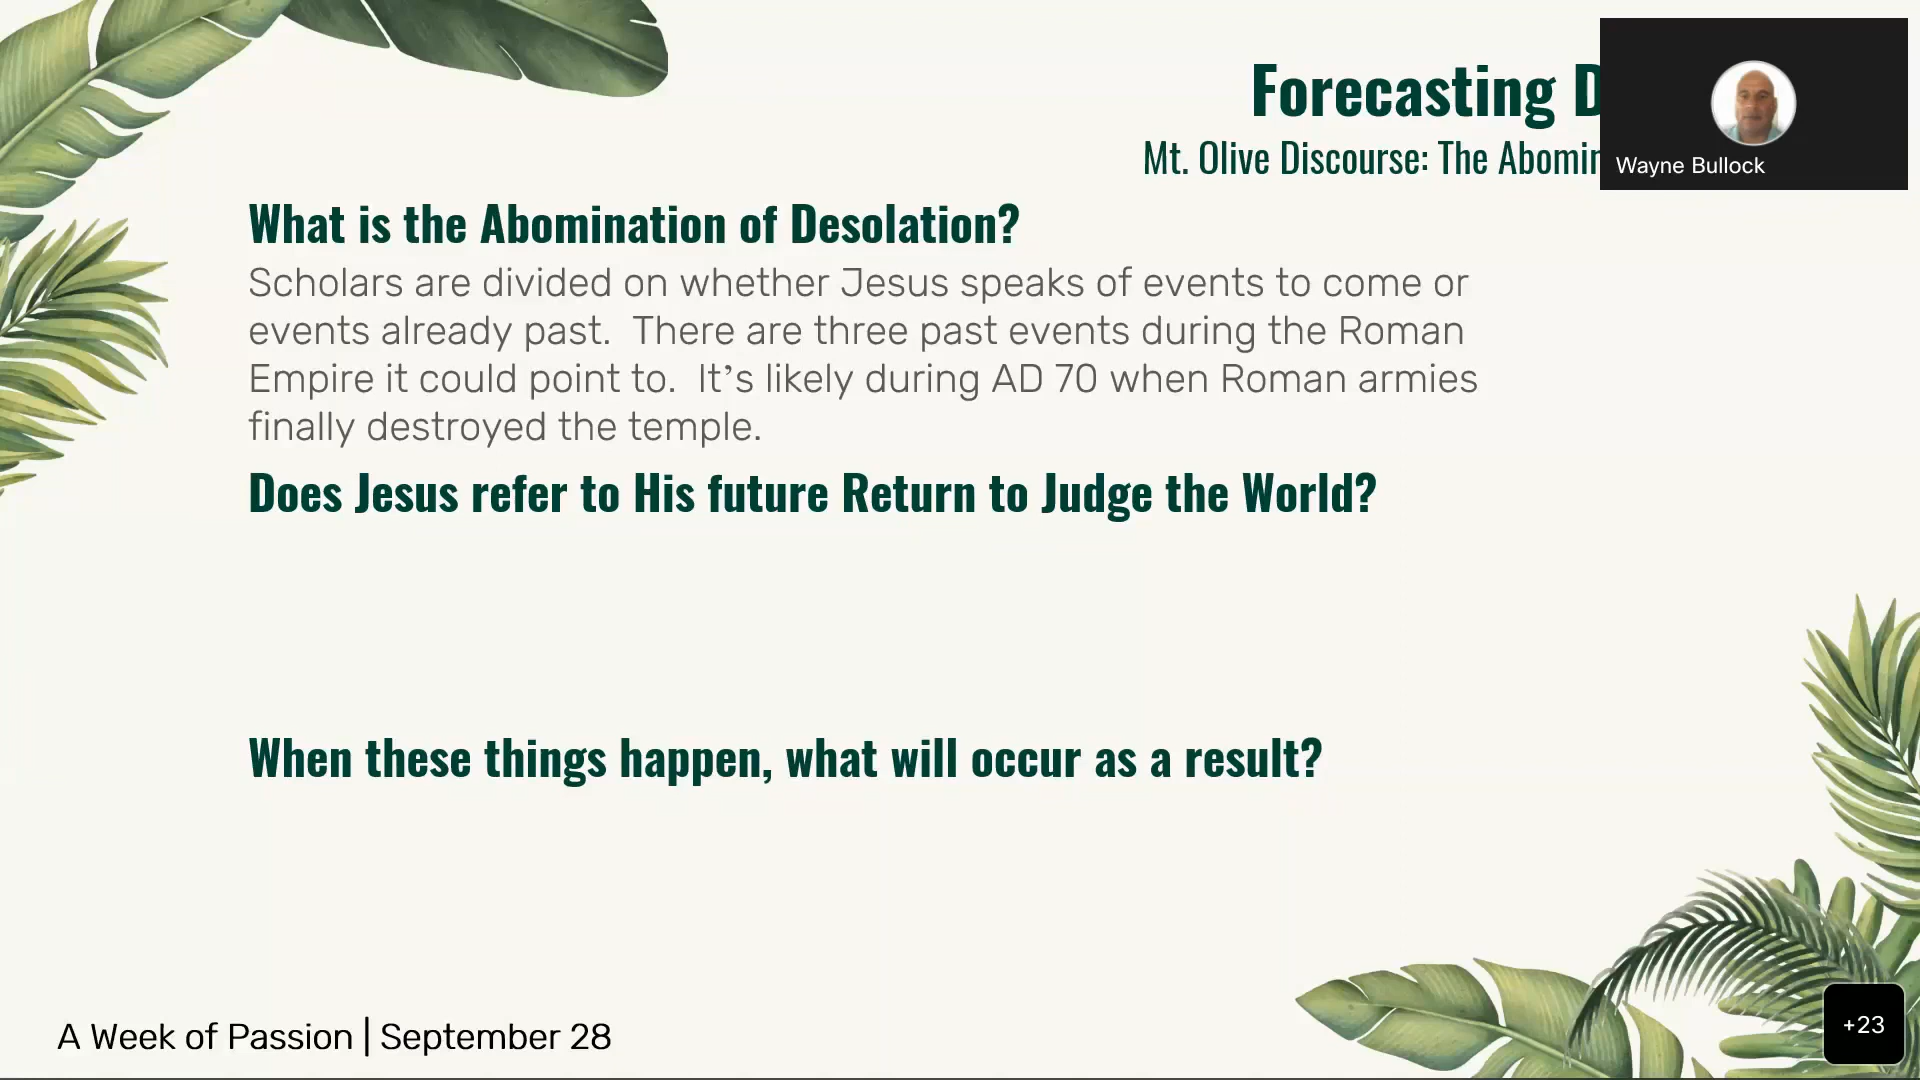 Forecasting
Mt. Olive Discourse: The
Wayne Bullock
What is the Abomination of Desolation?
Scholars are divided on whether Jesus speaks of events to come or
events already past.  There are three past events during the Roman
Empire it could point to.  It’s likely during AD 70 when Roman armies
finally destroyed the temple.
Does Jesus refer to His future Return to Judge the World?
When these things happen, what will occur as a result?
A Week of Passion | September 28
+23